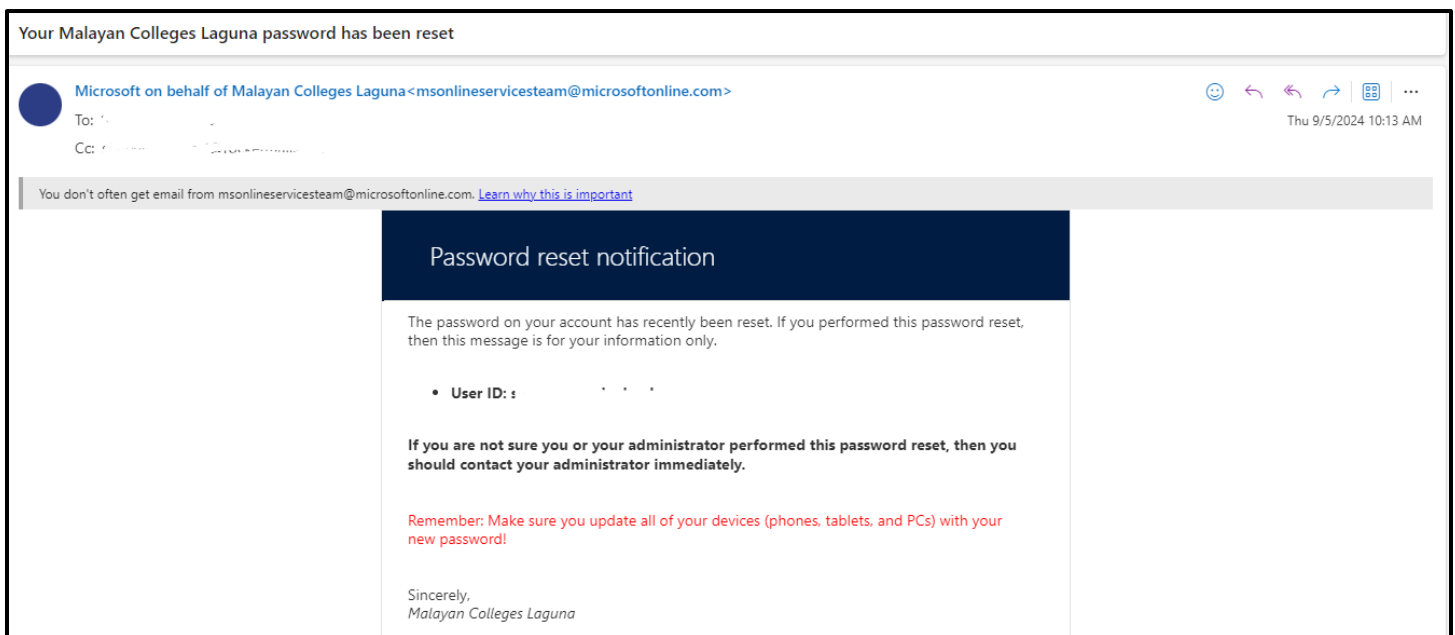 Your Malayan Colleges Laguna password has been reset
Microsoft on behalf of Malayan Colleges Laguna<msonlineservicesteam@microsoftonline.com>
To:
Thu 9/5/2024 10:13 AM
Cc:
You don't often get email from msonlineservicesteam@microsoftonline.com. Learn why this is important
Password reset notification
The password on your account has recently been reset. If you performed this password reset,
then this message is for your information only.
• User ID: s
If you are not sure you or your administrator performed this password reset, then you
should contact your administrator immediately.
Remember: Make sure you update all of your devices (phones, tablets, and PCs) with your
new password!
Sincerely,
Malayan Colleges Laguna